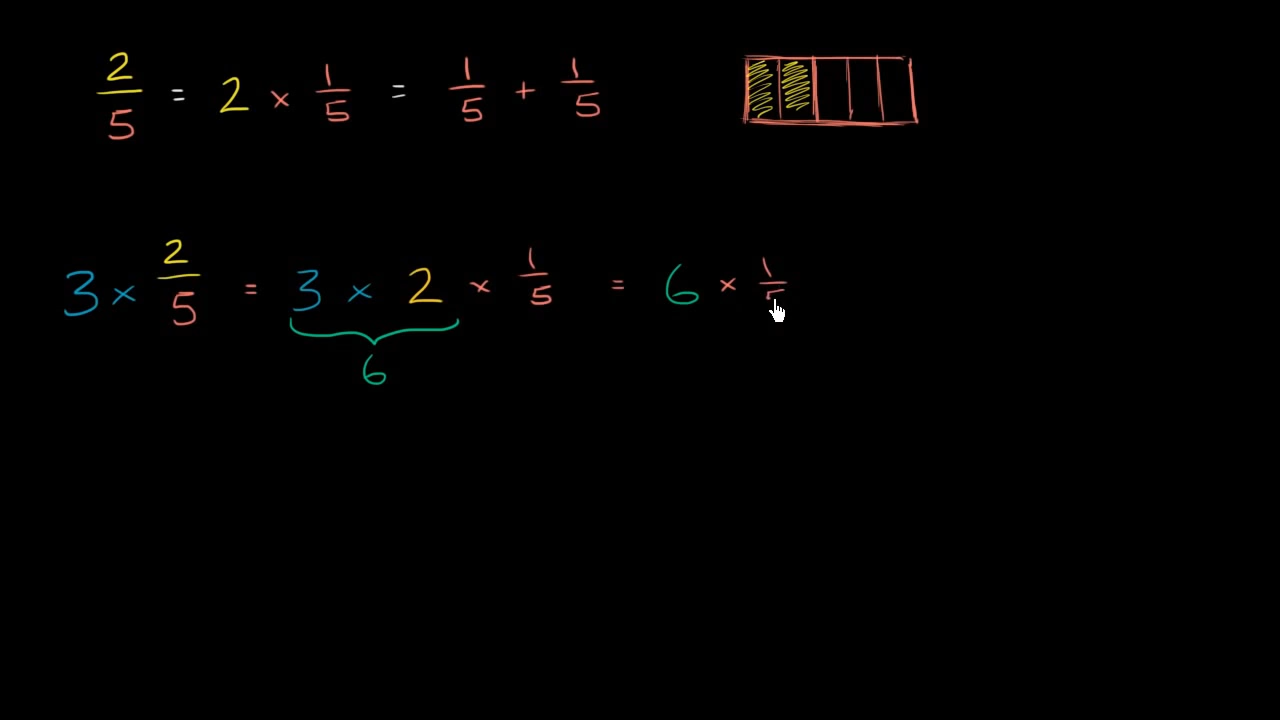 2/5 = 2 × 1/5 = 1/5 + 1/5
3 × 2/5 = 3 × 2 × 1/5 = 6 × 1/5
6